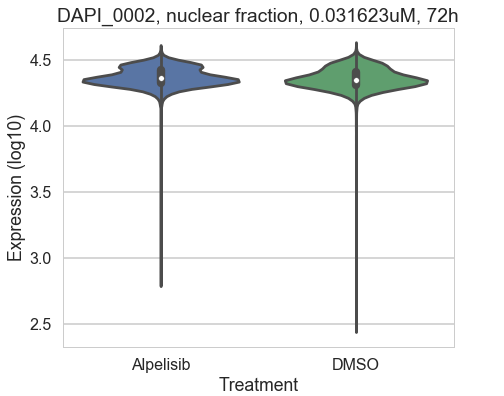 DAPI_0002, nuclear fraction, 0.031623uM, 72h
Expression (log10)
4.5
4.0
3.5
3.0
2.5
Alpelisib
DMSO
Treatment